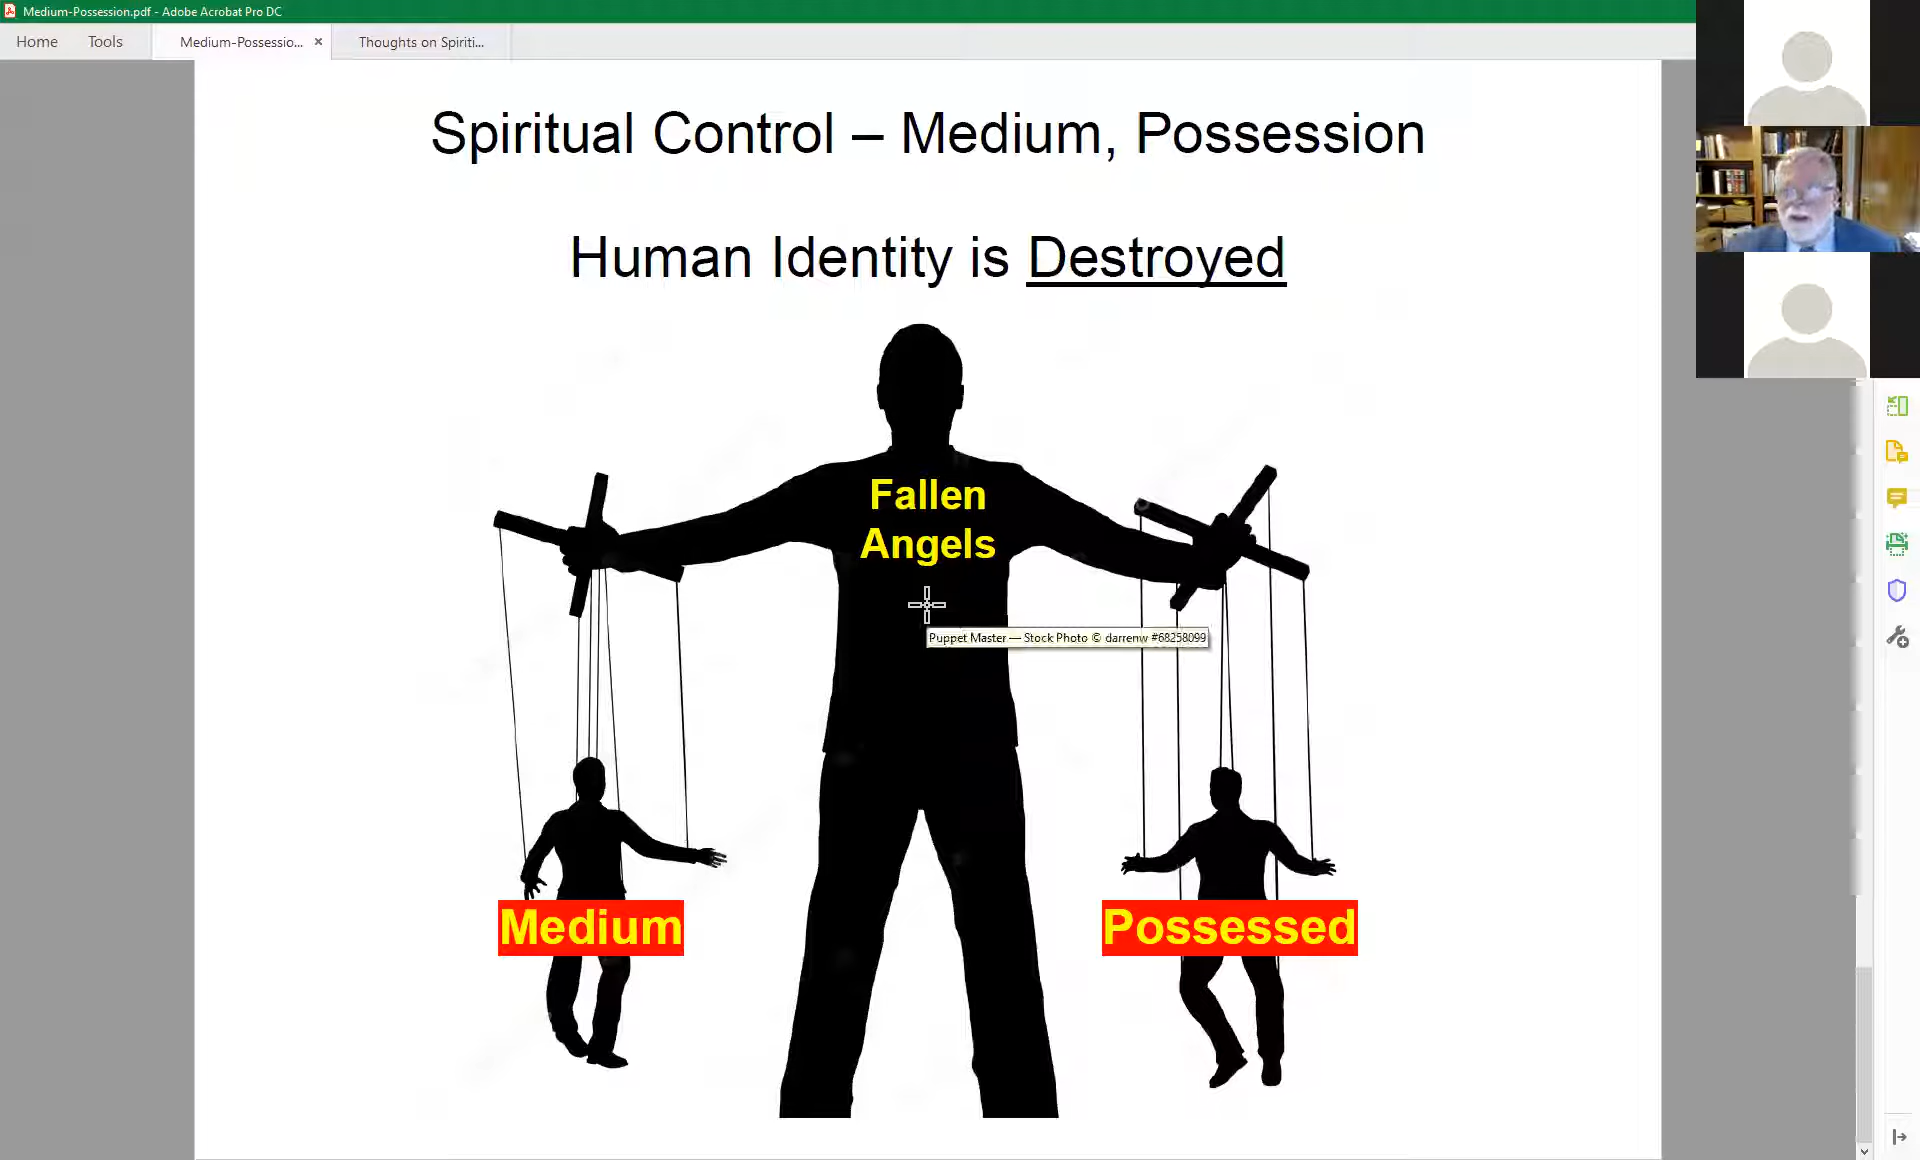 Medium-Possession.pdf - Adobe Acrobat Pro DC
Home Tools Medium-Possessio... × Thoughts on Spiriti...
Spiritual Control – Medium, Possession
Human Identity is Destroyed
Fallen
Angels
Puppet Master — Stock Photo © darrenw #68258099
Medium
Possessed